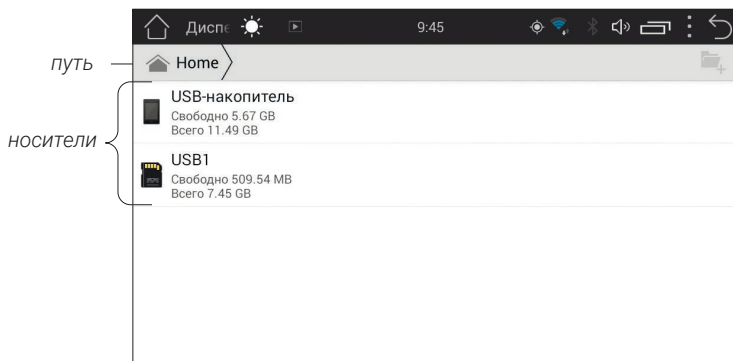 Диспе
9:45
путь
Home
носители
USB-накопитель
Свободно 5.67 GB
Всего 11.49 GB
USB1
Свободно 509.54 MB
Всего 7.45 GB